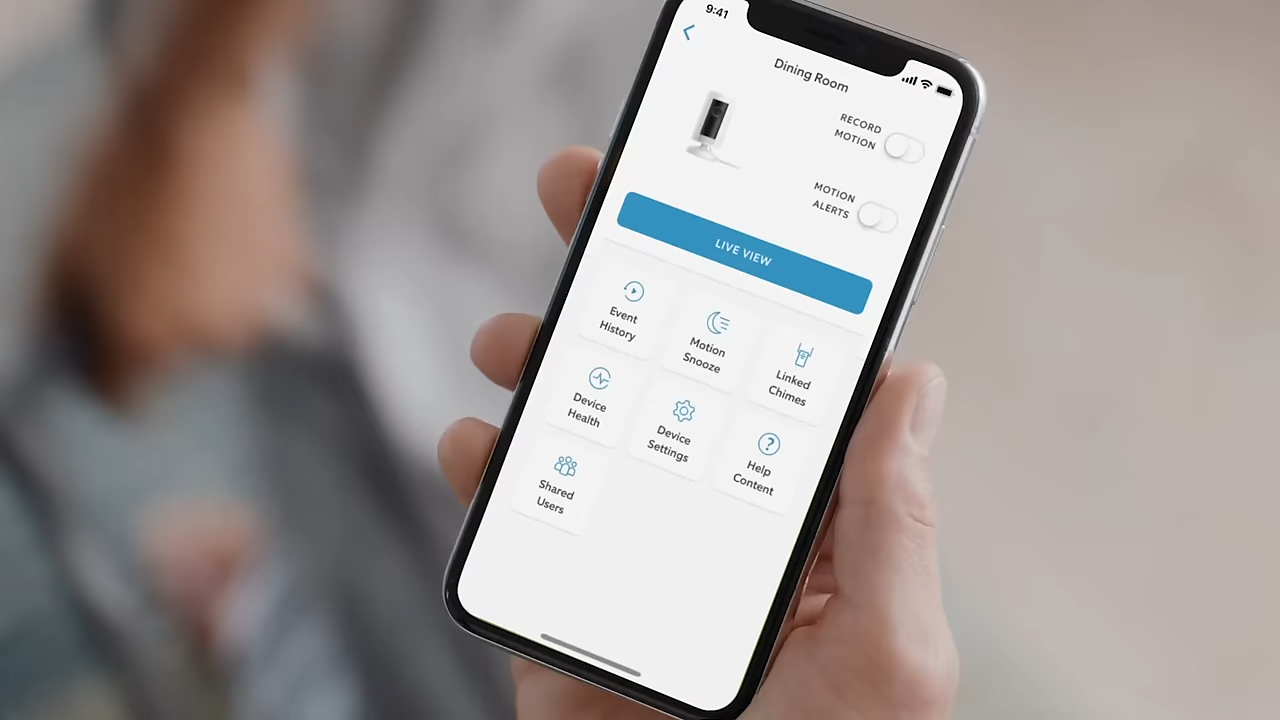 9:41
Dining Room
RECORD
MOTION
MOTION
ALERTS
LIVE VIEW
Event
History
Motion
Snooze
Linked
Chimes
Device
Health
Device
Settings
Help
Content
Shared
Users